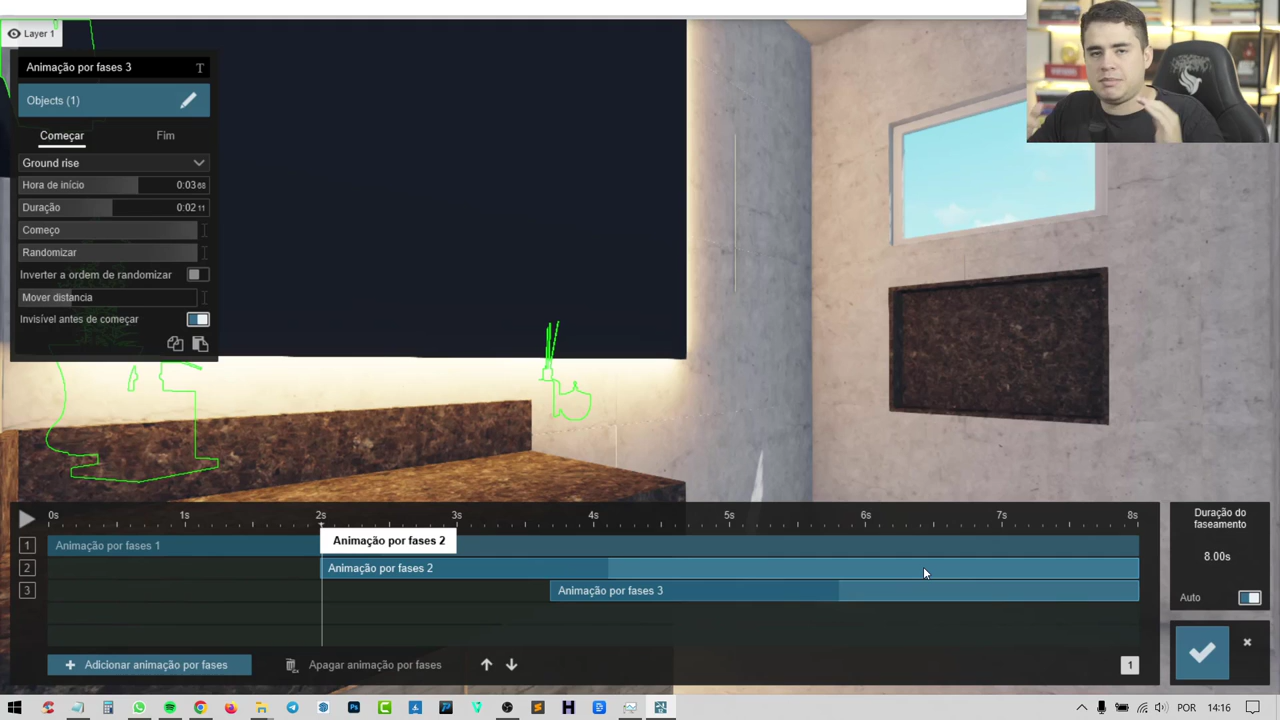 Layer 1
Animação por fases 3
Objects (1)
Começar Fim
Ground rise
Hora de início 0:03 68
Duração 0:02 11
Começo
Randomizar
Inverter a ordem de randomizar
Mover distancia
Invisível antes de começar
0s 1s 2s 3s 4s 5s 6s 7s 8s
Animação por fases 2
1 Animação por fases 1
2 Animação por fases 2
3 Animação por fases 3
+ Adicionar animação por fases Apagar animação por fases 1
Duração do
faseamento
8.00s
Auto
POR 14:16